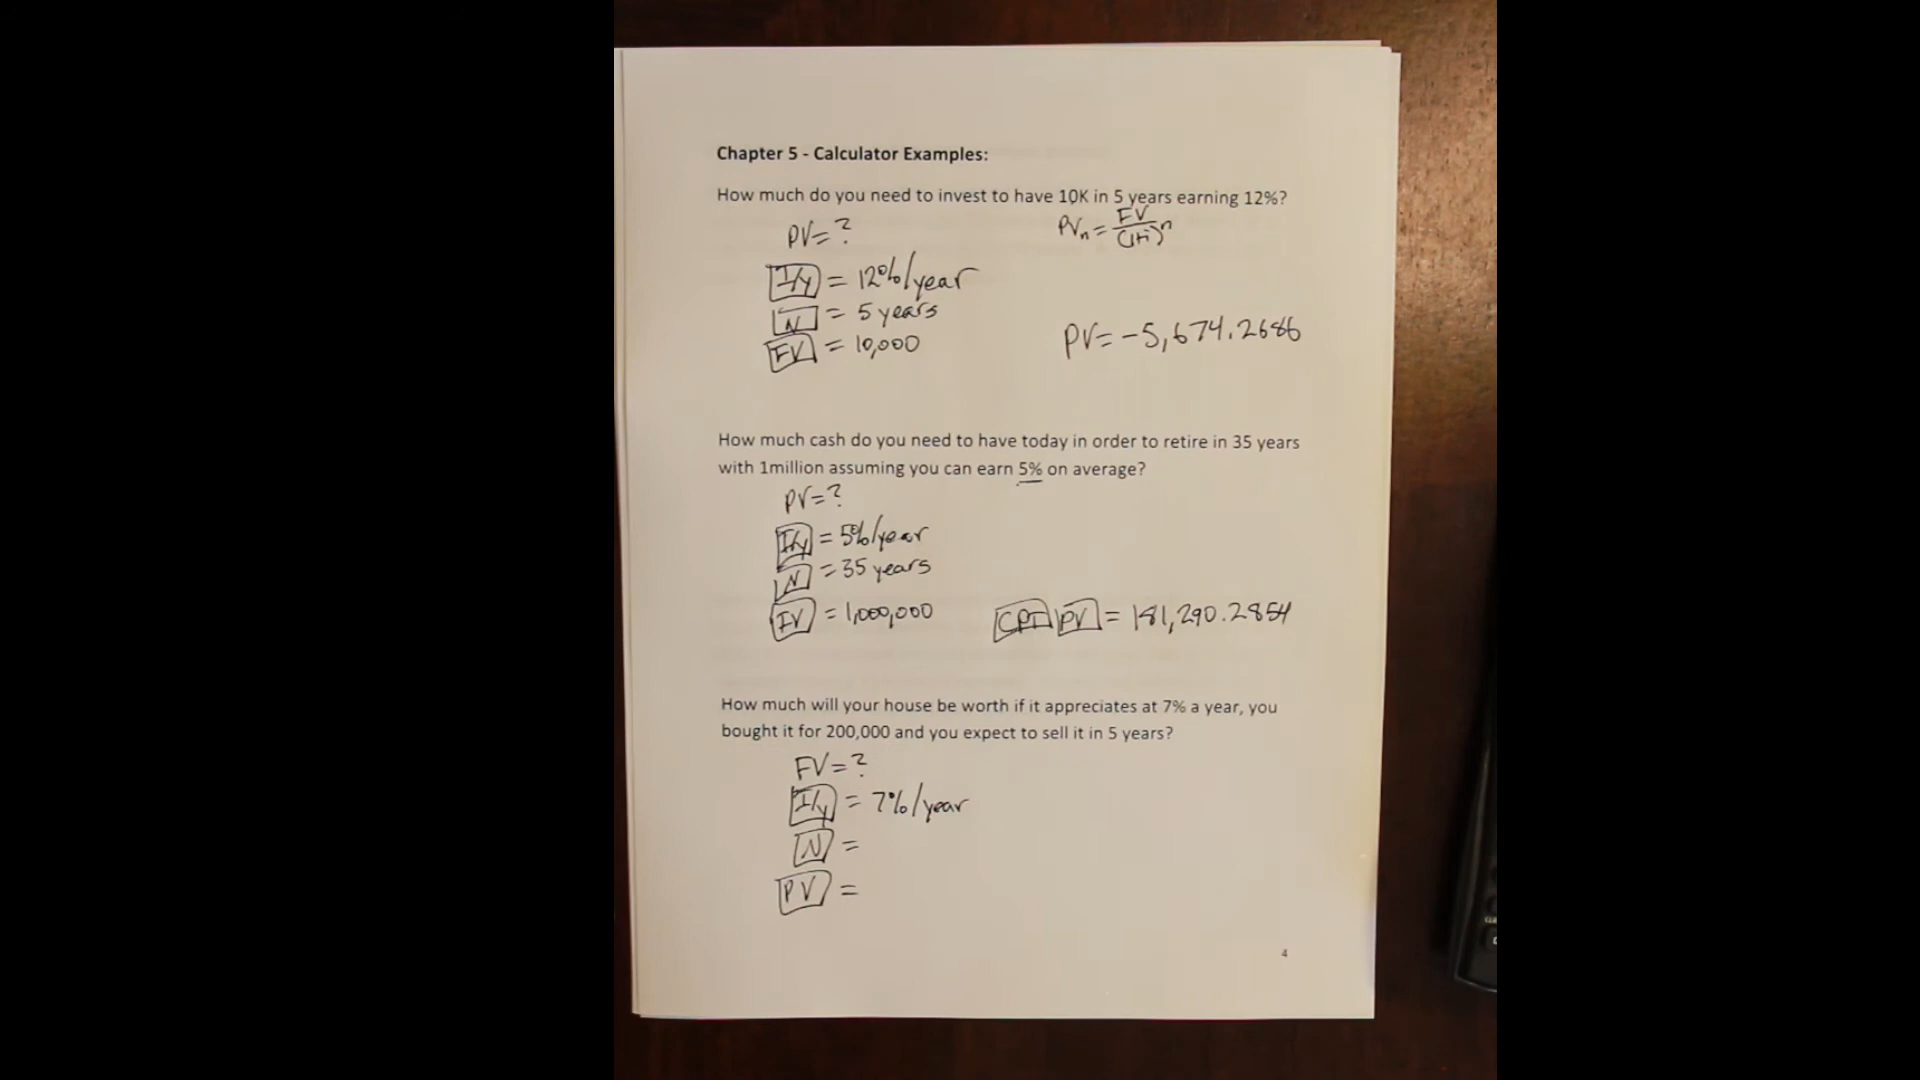 Chapter 5 - Calculator Examples:
How much do you need to invest to have 10K in 5 years earning 12%?
PV = ?
PVn = FV/(1+i)^n
I/y = 12%/year
N = 5 years
FV = 10,000
PV = -5,674.2686
How much cash do you need to have today in order to retire in 35 years
with 1million assuming you can earn 5% on average?
PV = ?
I/y = 5%/year
N = 35 years
FV = 1,000,000
CPT PV = 181,290.2854
How much will your house be worth if it appreciates at 7% a year, you
bought it for 200,000 and you expect to sell it in 5 years?
FV = ?
I/y = 7%/year
N =
PV =
4